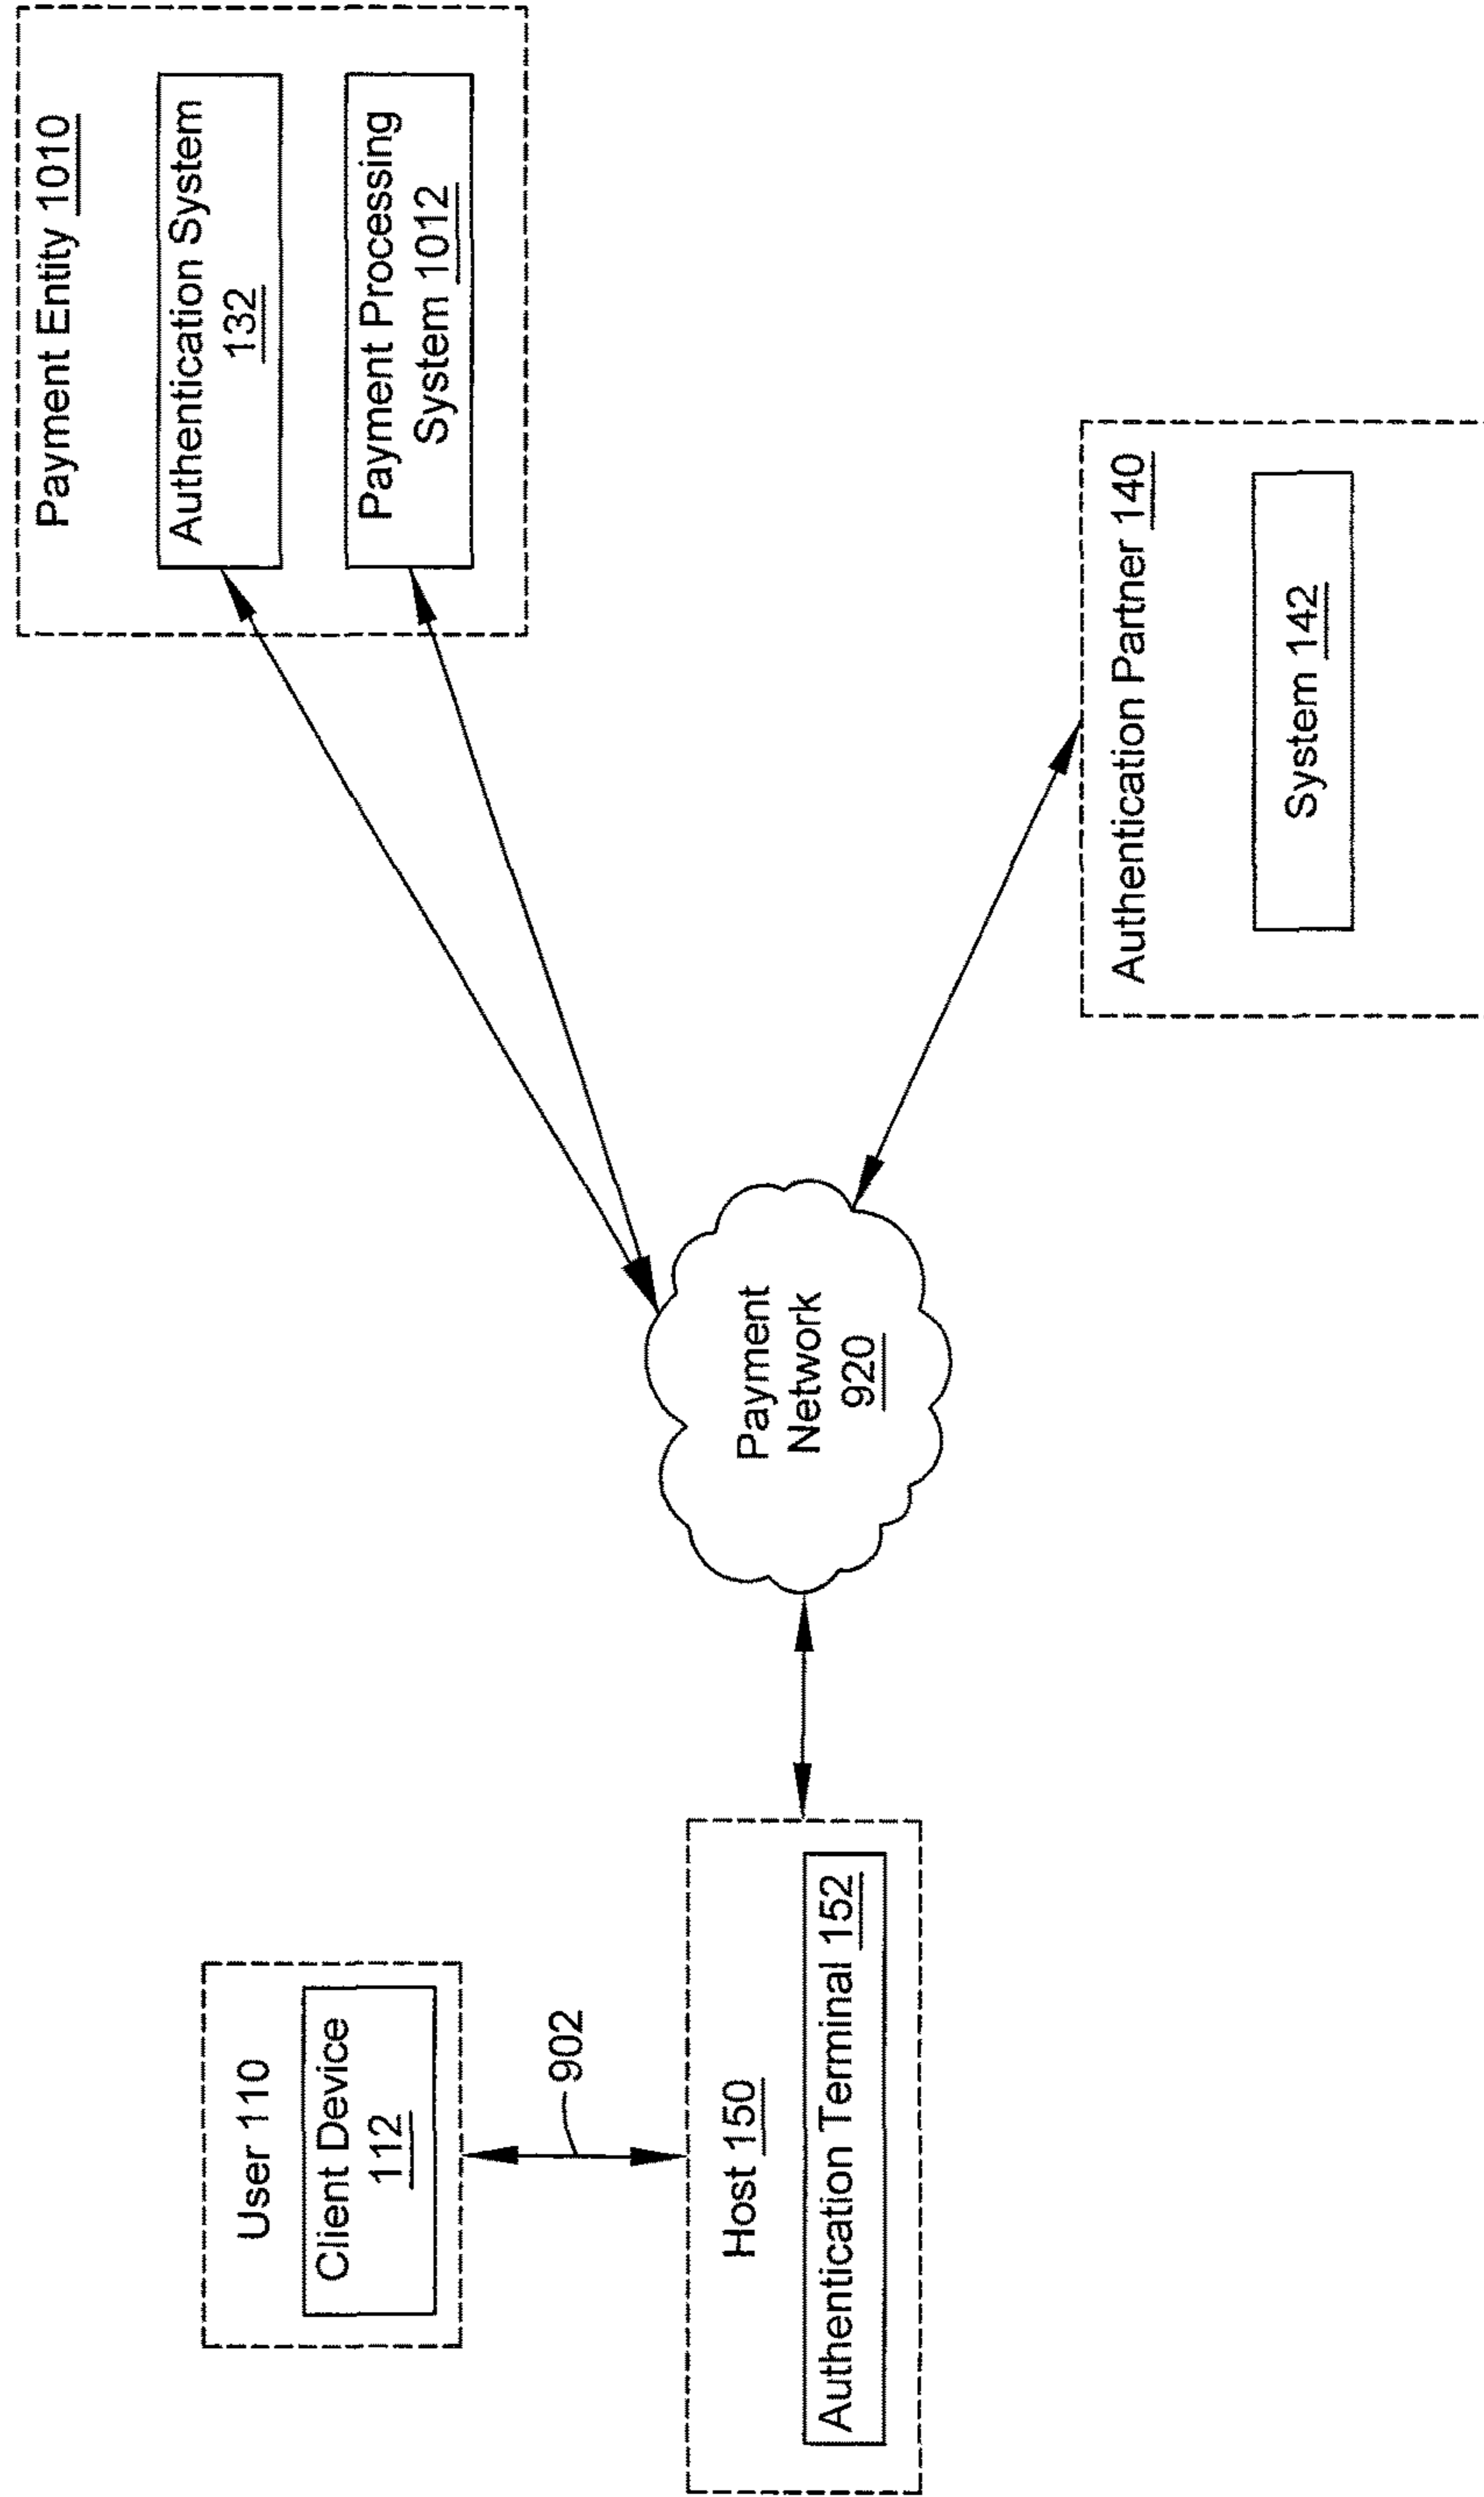 User 110
Client Device
112
902
Host 150
Authentication Terminal 152
Payment
Network
920
Payment Entity 1010
Authentication System
132
Payment Processing
System 1012
Authentication Partner 140
System 142